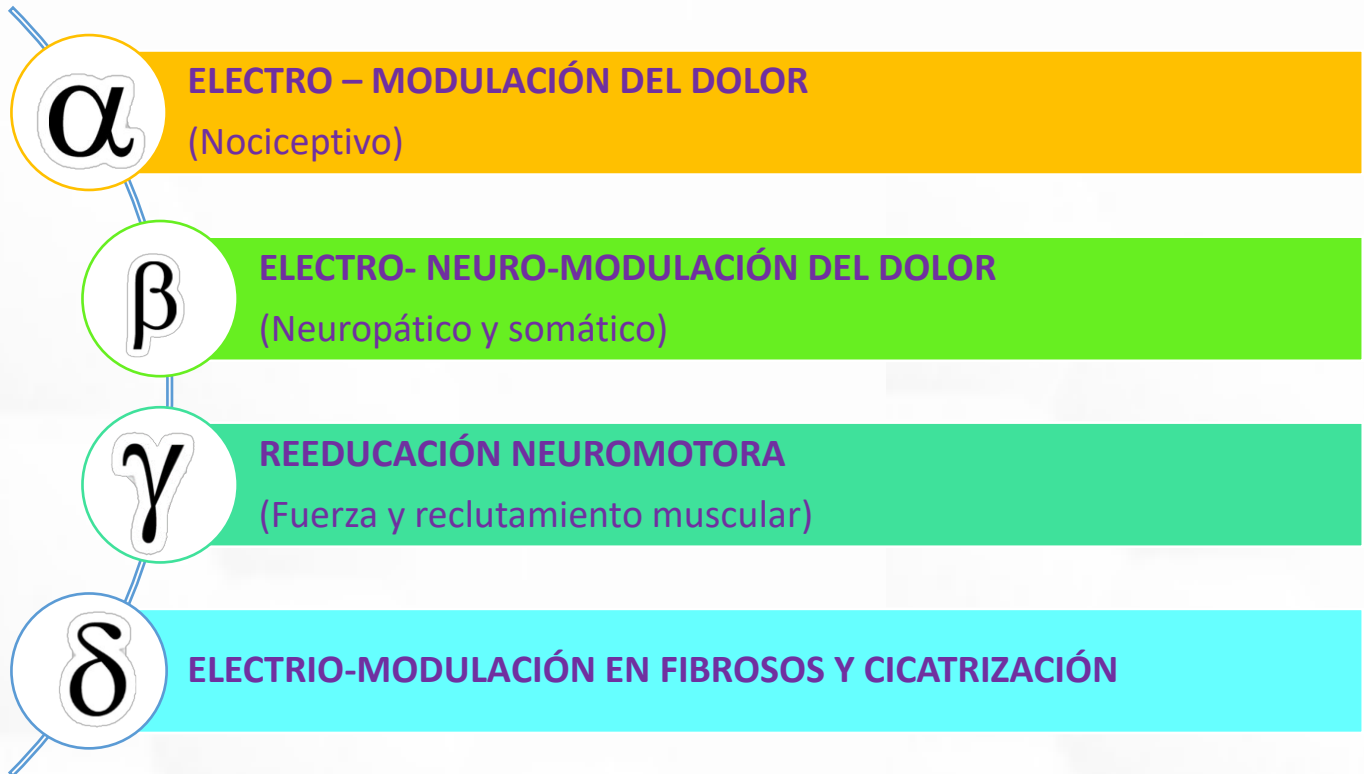 α
ELECTRO – MODULACIÓN DEL DOLOR
(Nociceptivo)
β
ELECTRO- NEURO-MODULACIÓN DEL DOLOR
(Neuropático y somático)
γ
REEDUCACIÓN NEUROMOTORA
(Fuerza y reclutamiento muscular)
δ
ELECTRIO-MODULACIÓN EN FIBROSOS Y CICATRIZACIÓN